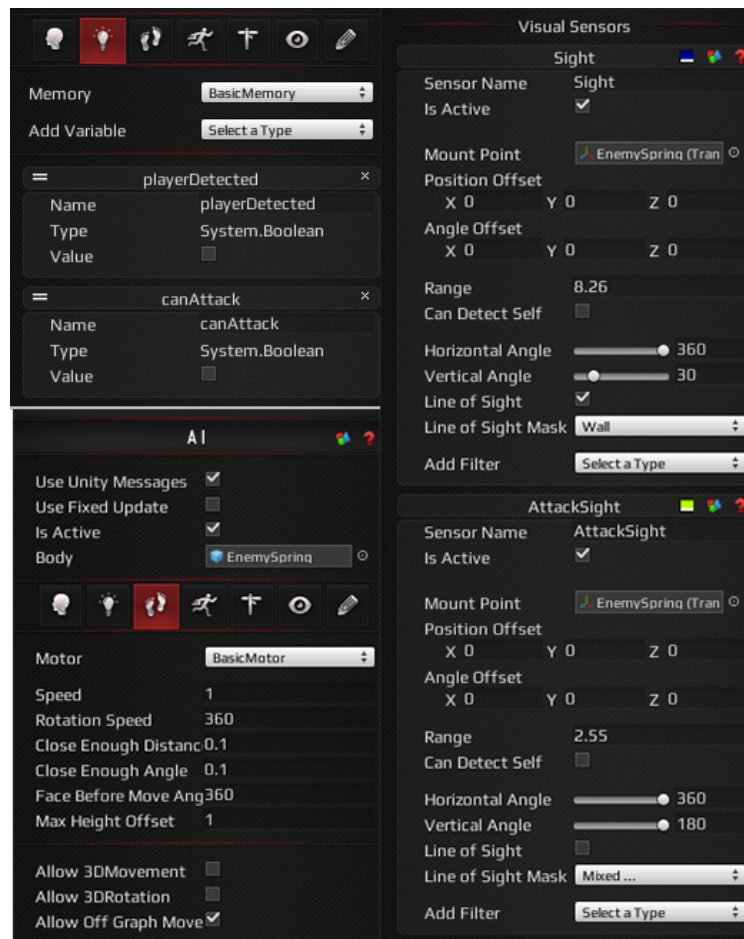 Memory BasicMemory
Add Variable Select a Type
playerDetected ×
Name playerDetected
Type System.Boolean
Value
canAttack ×
Name canAttack
Type System.Boolean
Value
AI ?
Use Unity Messages
Use Fixed Update
Is Active
Body EnemySpring
Motor BasicMotor
Speed 1
Rotation Speed 360
Close Enough Distanc 0.1
Close Enough Angle 0.1
Face Before Move Ang 360
Max Height Offset 1
Allow 3DMovement
Allow 3DRotation
Allow Off Graph Move
Visual Sensors
Sight ?
Sensor Name Sight
Is Active
Mount Point EnemySpring (Tran
Position Offset
X 0 Y 0 Z 0
Angle Offset
X 0 Y 0 Z 0
Range 8.26
Can Detect Self
Horizontal Angle 360
Vertical Angle 30
Line of Sight
Line of Sight Mask Wall
Add Filter Select a Type
AttackSight ?
Sensor Name AttackSight
Is Active
Mount Point EnemySpring (Tran
Position Offset
X 0 Y 0 Z 0
Angle Offset
X 0 Y 0 Z 0
Range 2.55
Can Detect Self
Horizontal Angle 360
Vertical Angle 180
Line of Sight
Line of Sight Mask Mixed ...
Add Filter Select a Type